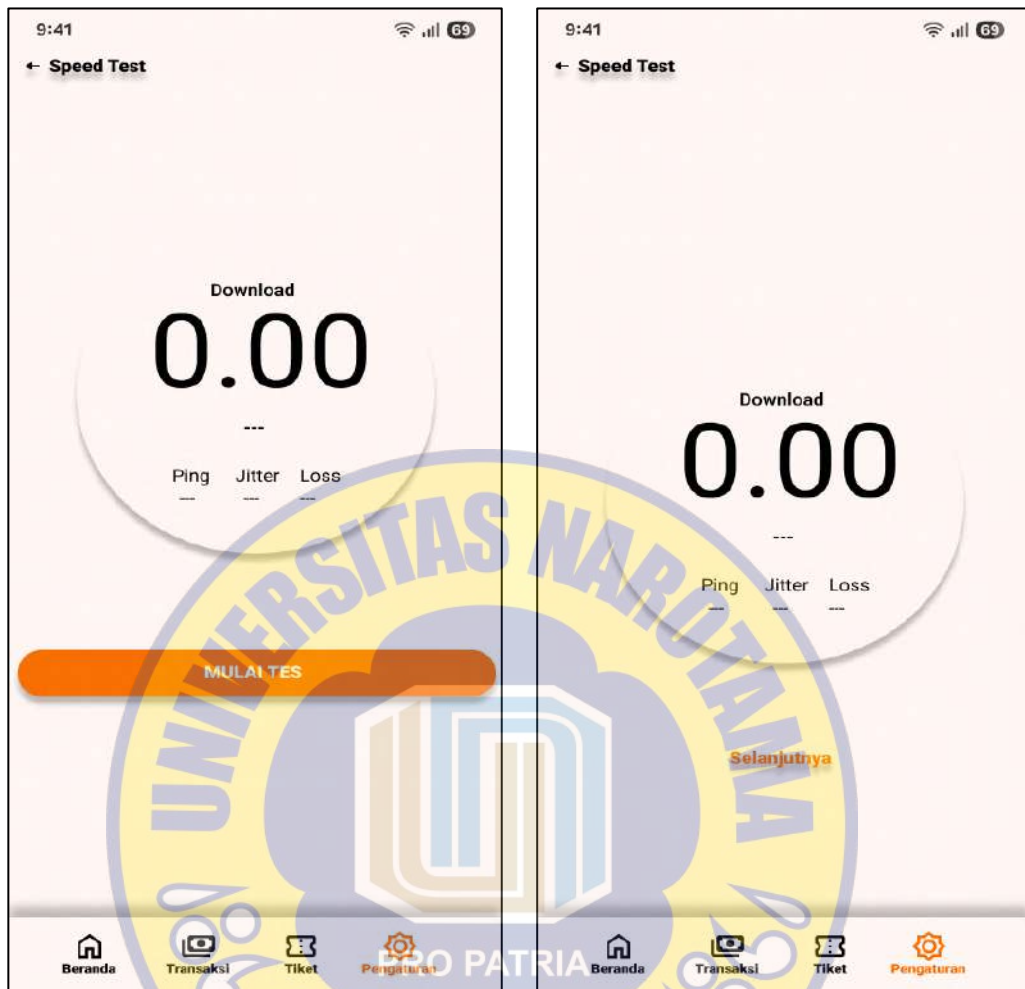 9:41
69
← Speed Test
Download
0.00
---
Ping Jitter Loss
--- --- ---
MULAI TES
Beranda Transaksi Tiket Pengaturan
9:41
69
← Speed Test
Download
0.00
---
Ping Jitter Loss
--- --- ---
Selanjutnya
Beranda Transaksi Tiket Pengaturan
UNIVERSITAS NAROTAMA
PRO PATRIA